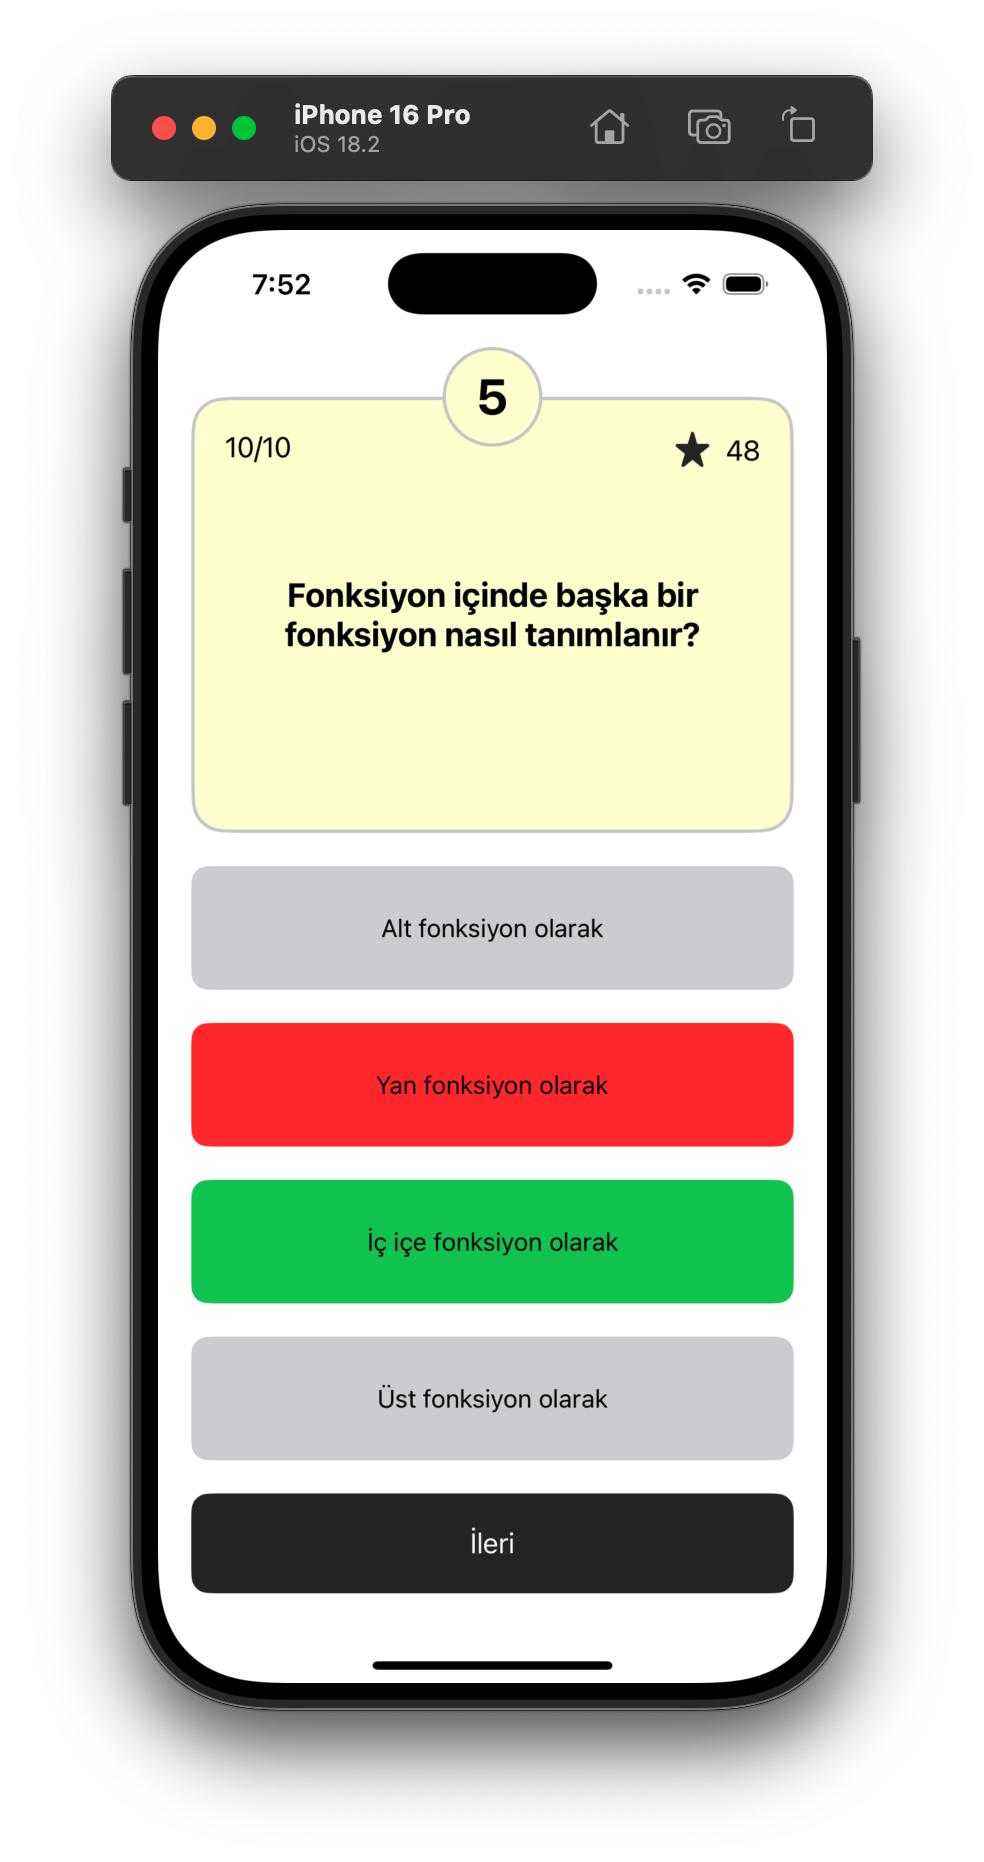 iPhone 16 Pro
iOS 18.2
7:52
5
10/10
48
Fonksiyon içinde başka bir
fonksiyon nasıl tanımlanır?
Alt fonksiyon olarak
Yan fonksiyon olarak
İç içe fonksiyon olarak
Üst fonksiyon olarak
İleri